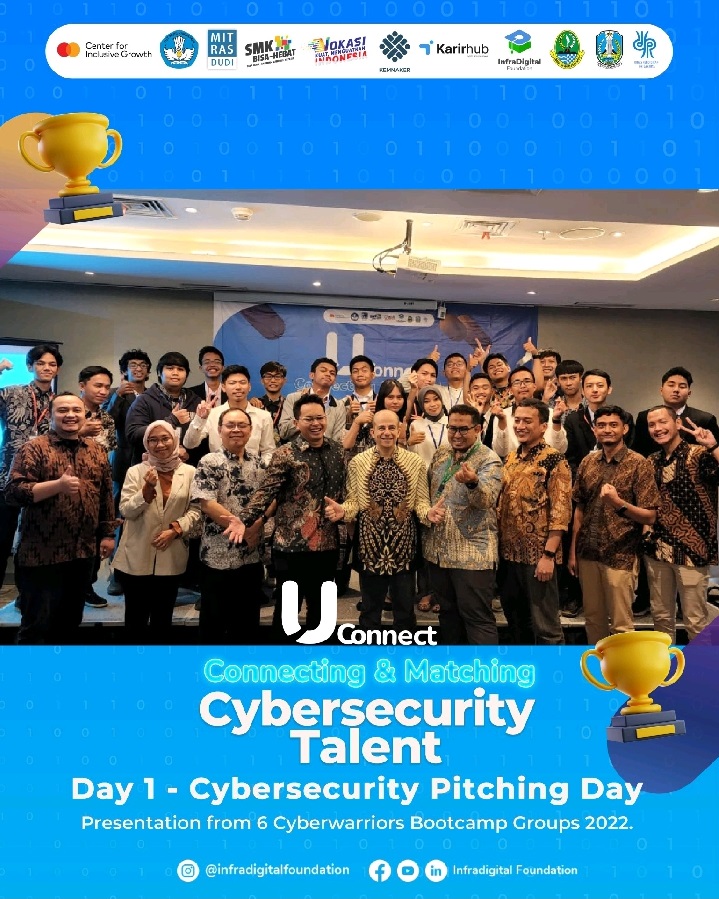 Center for
Inclusive Growth
MIT
RAS
DUDI
SMK
BISA-HEBAT
VOKASI
KUAT, MENGUATKAN
INDONESIA
KEMNAKER
Karirhub
InfraDigital
Foundation
U Connect
U Connect
Connecting & Matching
Cybersecurity
Talent
Day 1 - Cybersecurity Pitching Day
Presentation from 6 Cyberwarriors Bootcamp Groups 2022.
@infradigitalfoundation
Infradigital Foundation